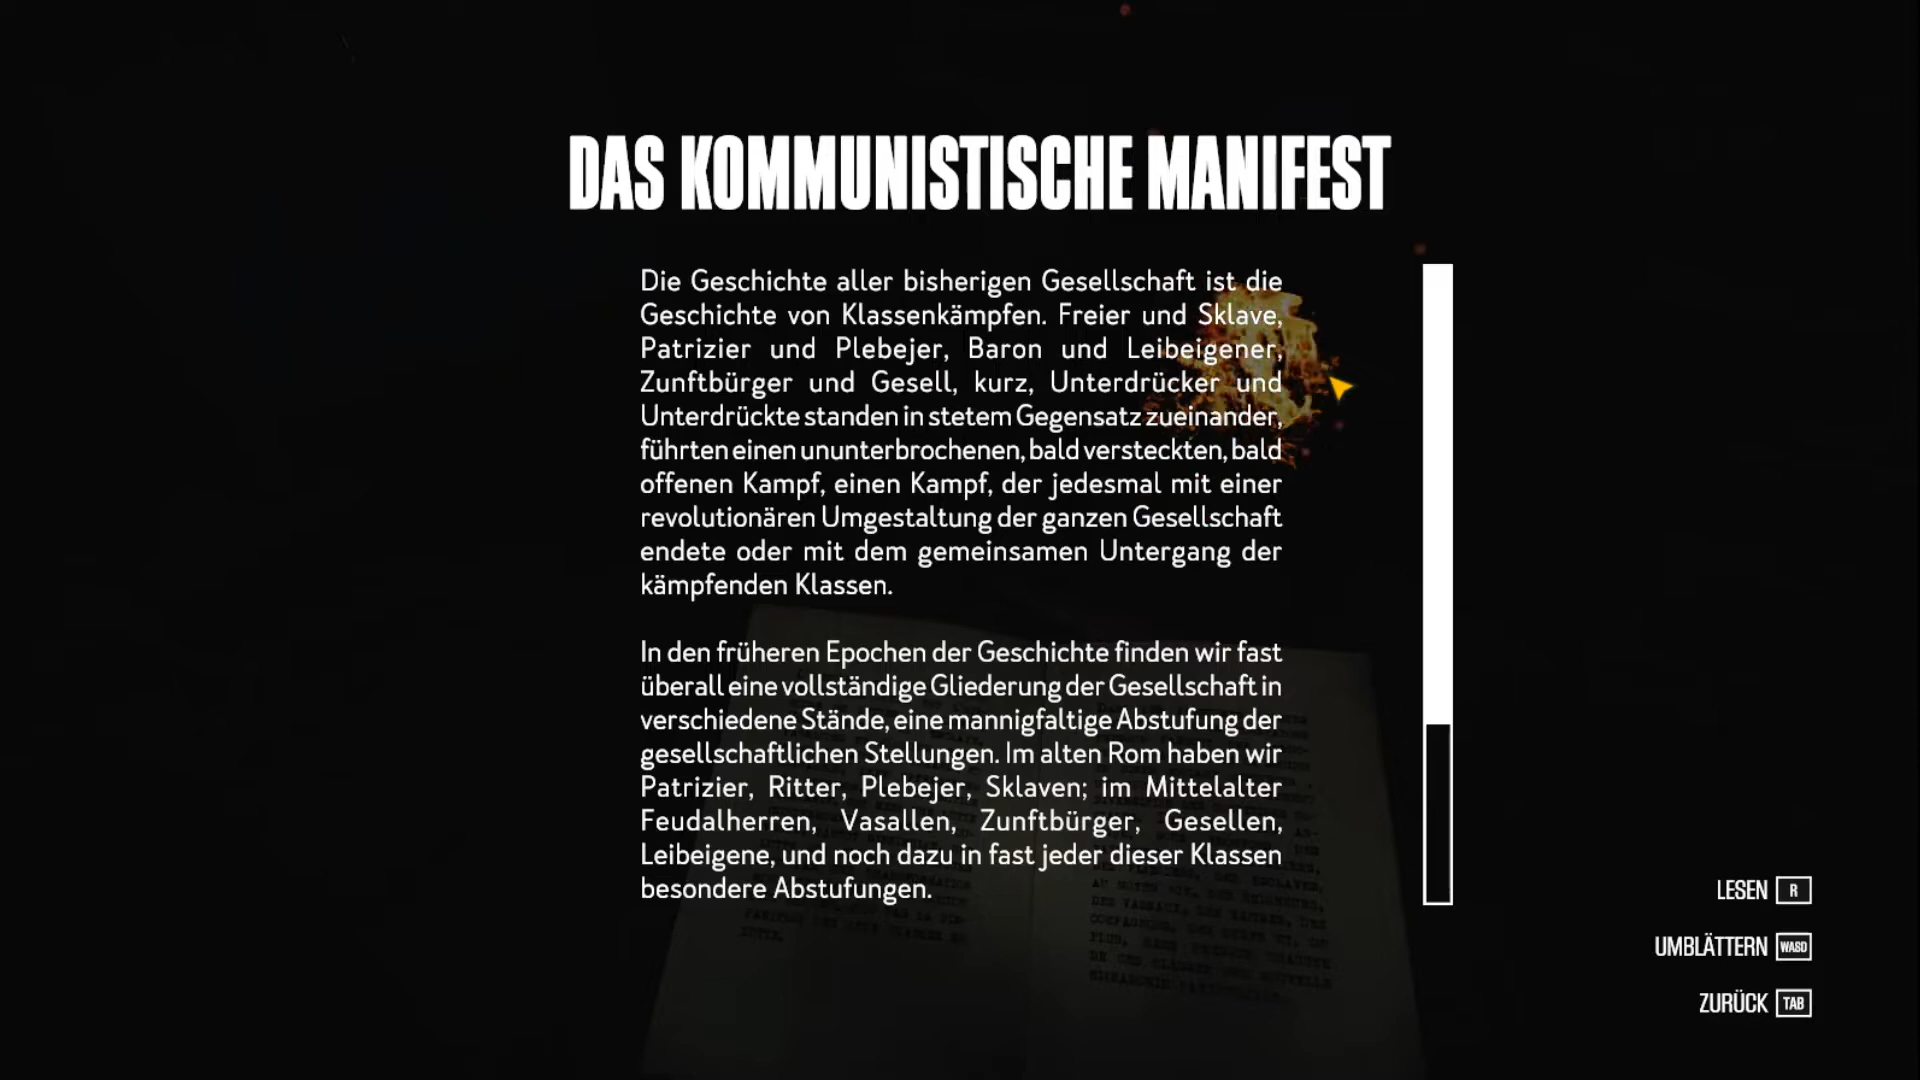 DAS KOMMUNISTISCHE MANIFEST
Die Geschichte aller bisherigen Gesellschaft ist die
Geschichte von Klassenkämpfen. Freier und Sklave,
Patrizier und Plebejer, Baron und Leibeigener,
Zunftbürger und Gesell, kurz, Unterdrücker und
Unterdrückte standen in stetem Gegensatz zueinander,
führten einen ununterbrochenen, bald versteckten, bald
offenen Kampf, einen Kampf, der jedesmal mit einer
revolutionären Umgestaltung der ganzen Gesellschaft
endete oder mit dem gemeinsamen Untergang der
kämpfenden Klassen.
In den früheren Epochen der Geschichte finden wir fast
überall eine vollständige Gliederung der Gesellschaft in
verschiedene Stände, eine mannigfaltige Abstufung der
gesellschaftlichen Stellungen. Im alten Rom haben wir
Patrizier, Ritter, Plebejer, Sklaven; im Mittelalter
Feudalherren, Vasallen, Zunftbürger, Gesellen,
Leibeigene, und noch dazu in fast jeder dieser Klassen
besondere Abstufungen.
LESEN R
UMBLÄTTERN WASD
ZURÜCK TAB